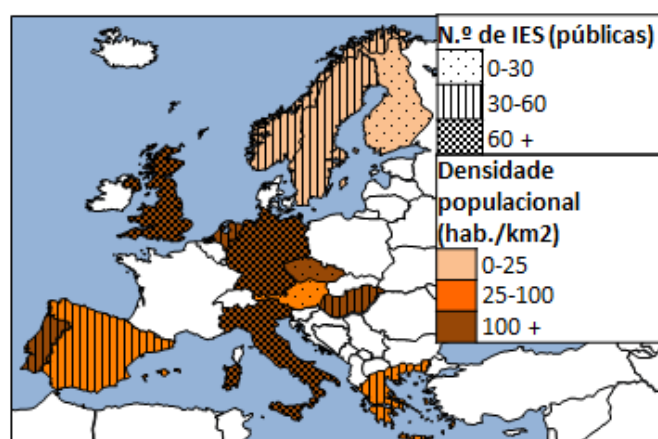 N.º de IES (públicas)
0-30
30-60
60 +
Densidade
populacional
(hab./km2)
0-25
25-100
100 +